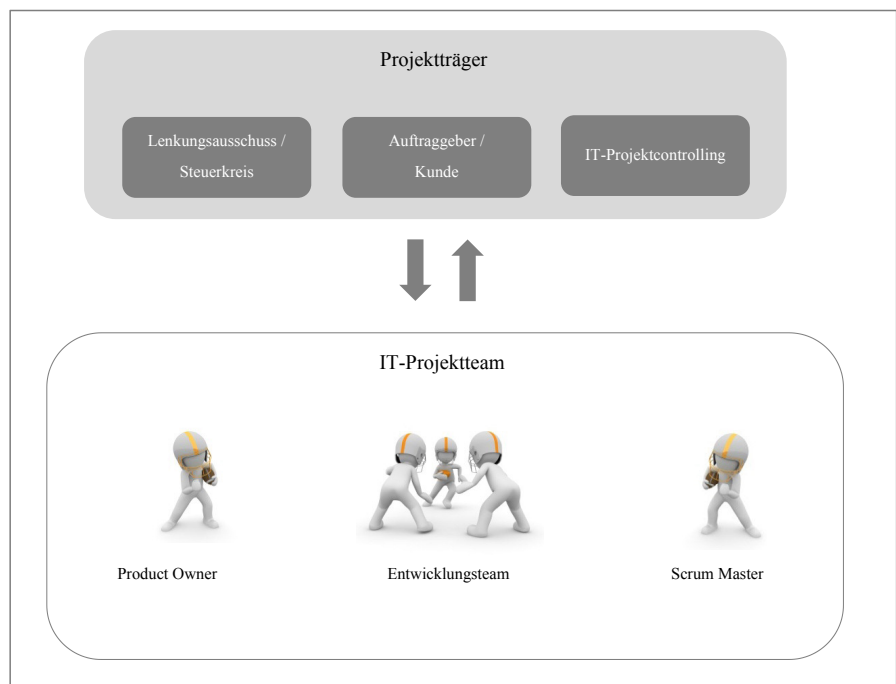 Projektträger
Lenkungsausschuss /
Steuerkreis
Auftraggeber /
Kunde
IT-Projektcontrolling
IT-Projektteam
Product Owner
Entwicklungsteam
Scrum Master